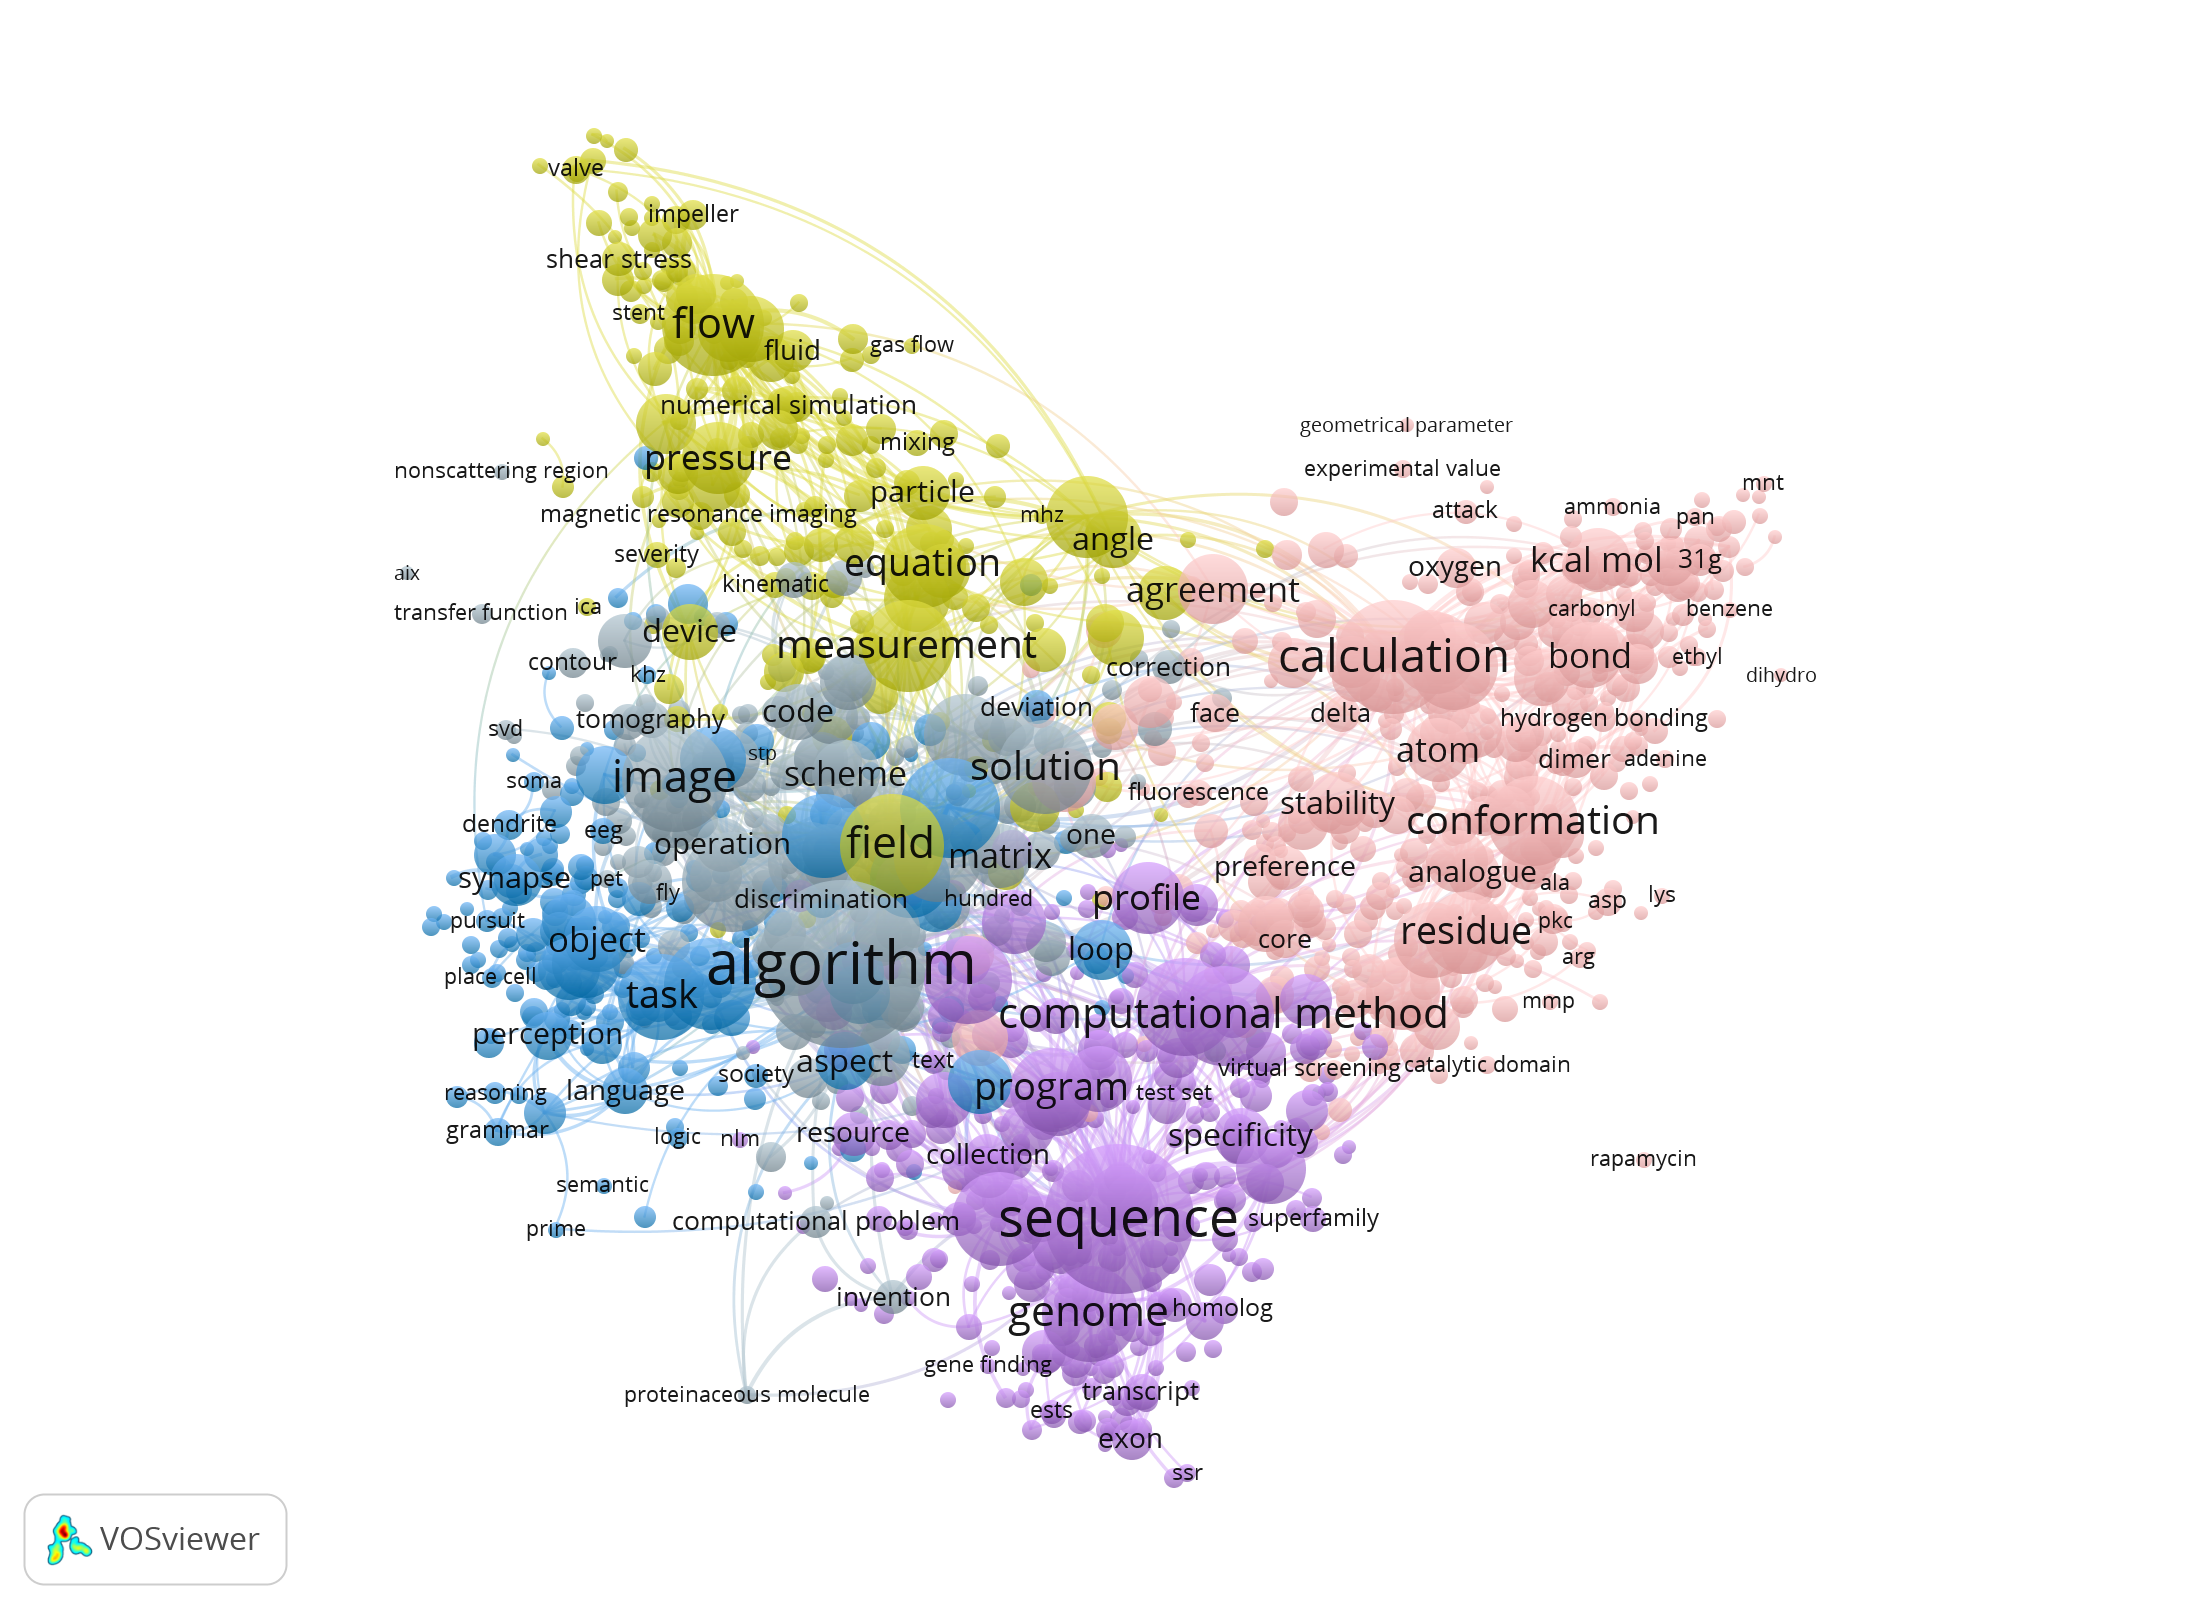 valve
impeller
shear stress
stent
flow
fluid
gas flow
numerical simulation
geometrical parameter
mixing
pressure
nonscattering region
experimental value
mnt
particle
magnetic resonance imaging
mhz
attack
ammonia
pan
angle
severity
equation
kcal mol
31g
oxygen
aix
kinematic
agreement
transfer function
ica
carbonyl
benzene
device
measurement
calculation
bond
ethyl
contour
khz
correction
dihydro
deviation
face
delta
code
tomography
hydrogen bonding
svd
stp
atom
dimer
adenine
soma
image
scheme
solution
fluorescence
stability
conformation
dendrite
eeg
operation
field
matrix
one
preference
analogue
synapse
pet
ala
fly
discrimination
hundred
profile
asp
lys
pursuit
object
core
residue
pkc
loop
algorithm
arg
place cell
task
computational method
mmp
perception
aspect
text
society
virtual screening
catalytic domain
reasoning
language
program
test set
grammar
logic
nlm
resource
specificity
collection
rapamycin
semantic
prime
computational problem
sequence
superfamily
invention
genome
homolog
gene finding
proteinaceous molecule
transcript
ests
exon
ssr
VOSviewer